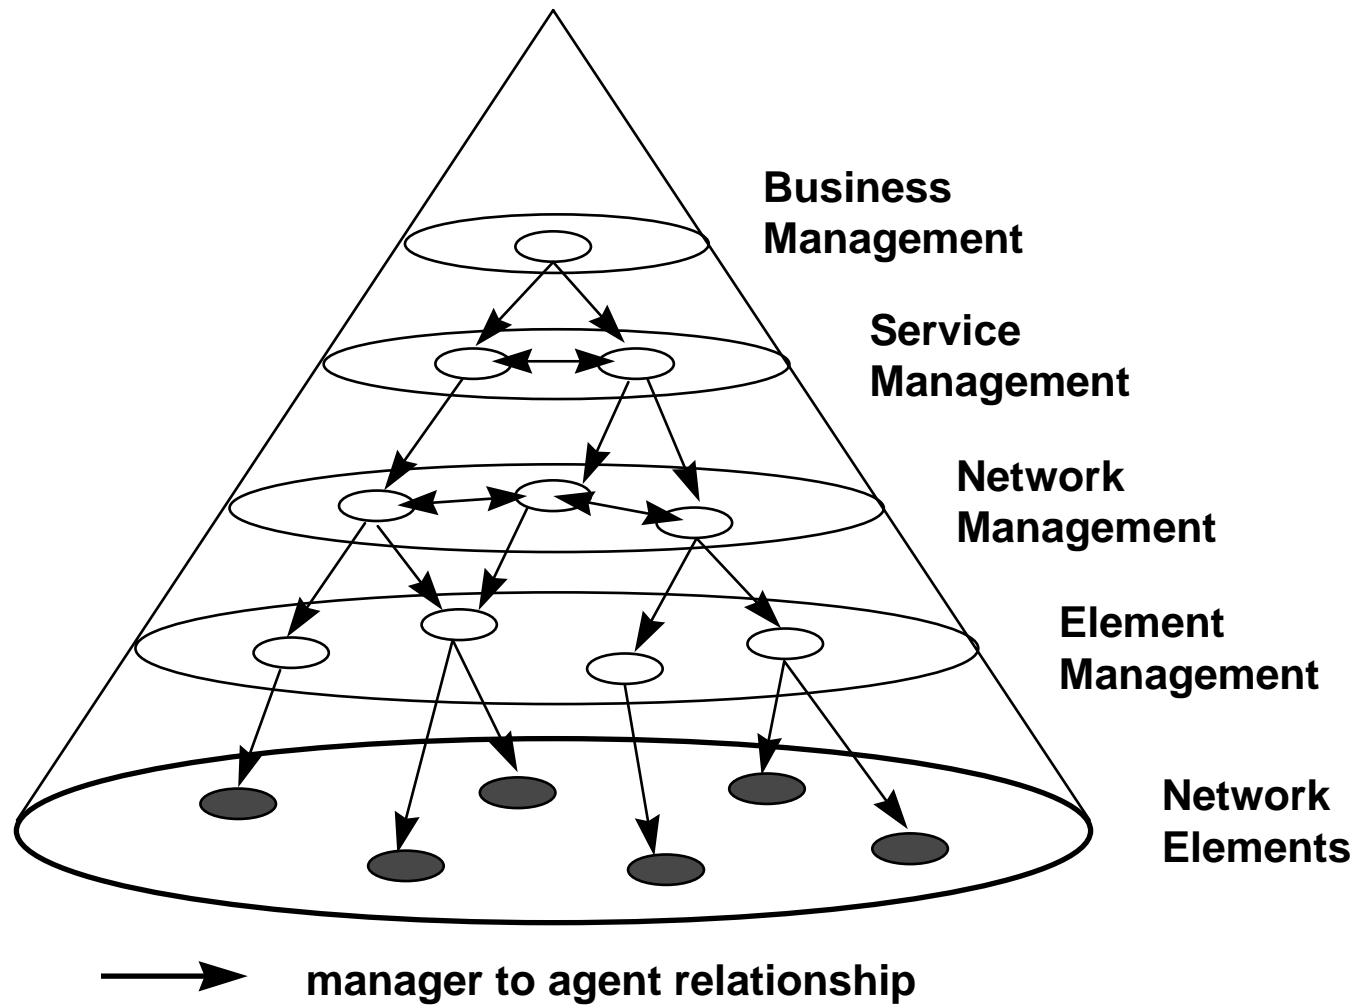 Business
Management
Service
Management
Network
Management
Element
Management
Network
Elements
manager to agent relationship